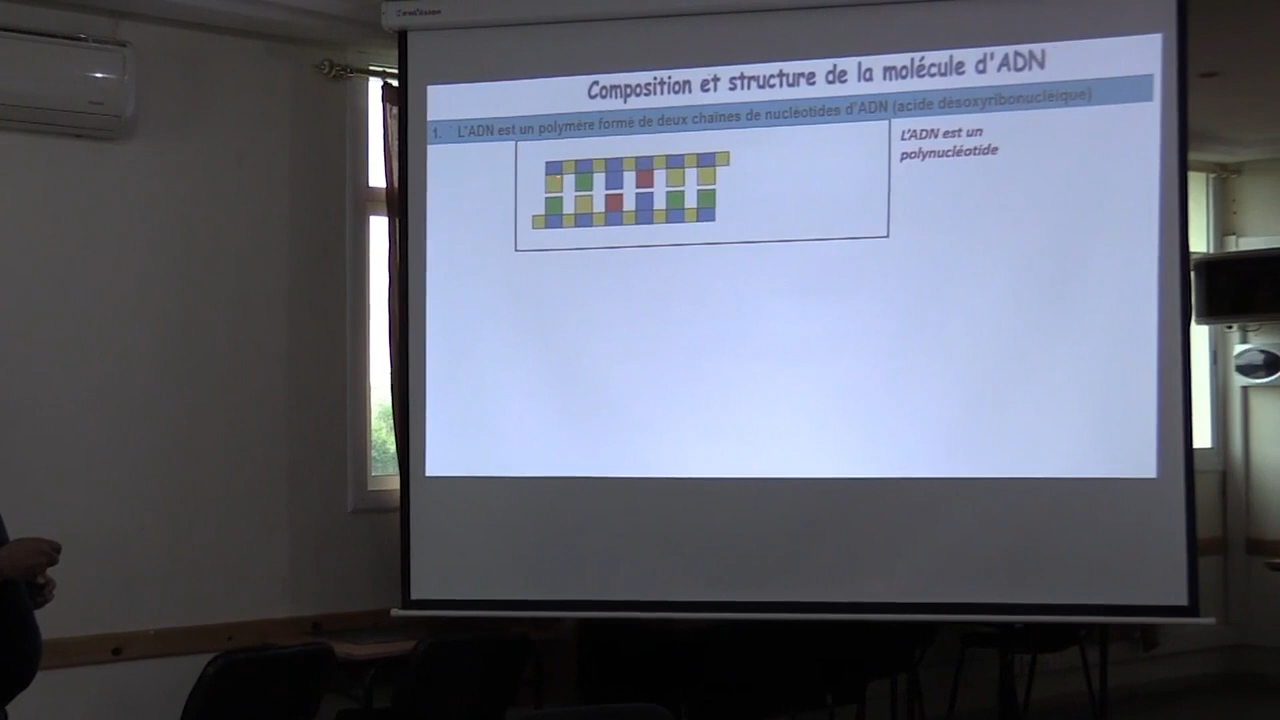 Composition et structure de la molécule d'ADN
1. L'ADN est un polymère formé de deux chaînes de nucléotides d'ADN (acide désoxyribonucléique)
L'ADN est un
polynucléotide